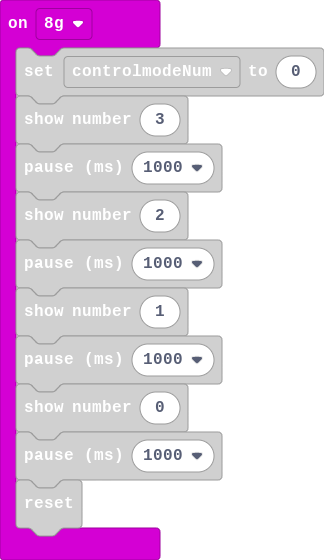 on 8g
set controlmodeNum to 0
show number 3
pause (ms) 1000
show number 2
pause (ms) 1000
show number 1
pause (ms) 1000
show number 0
pause (ms) 1000
reset